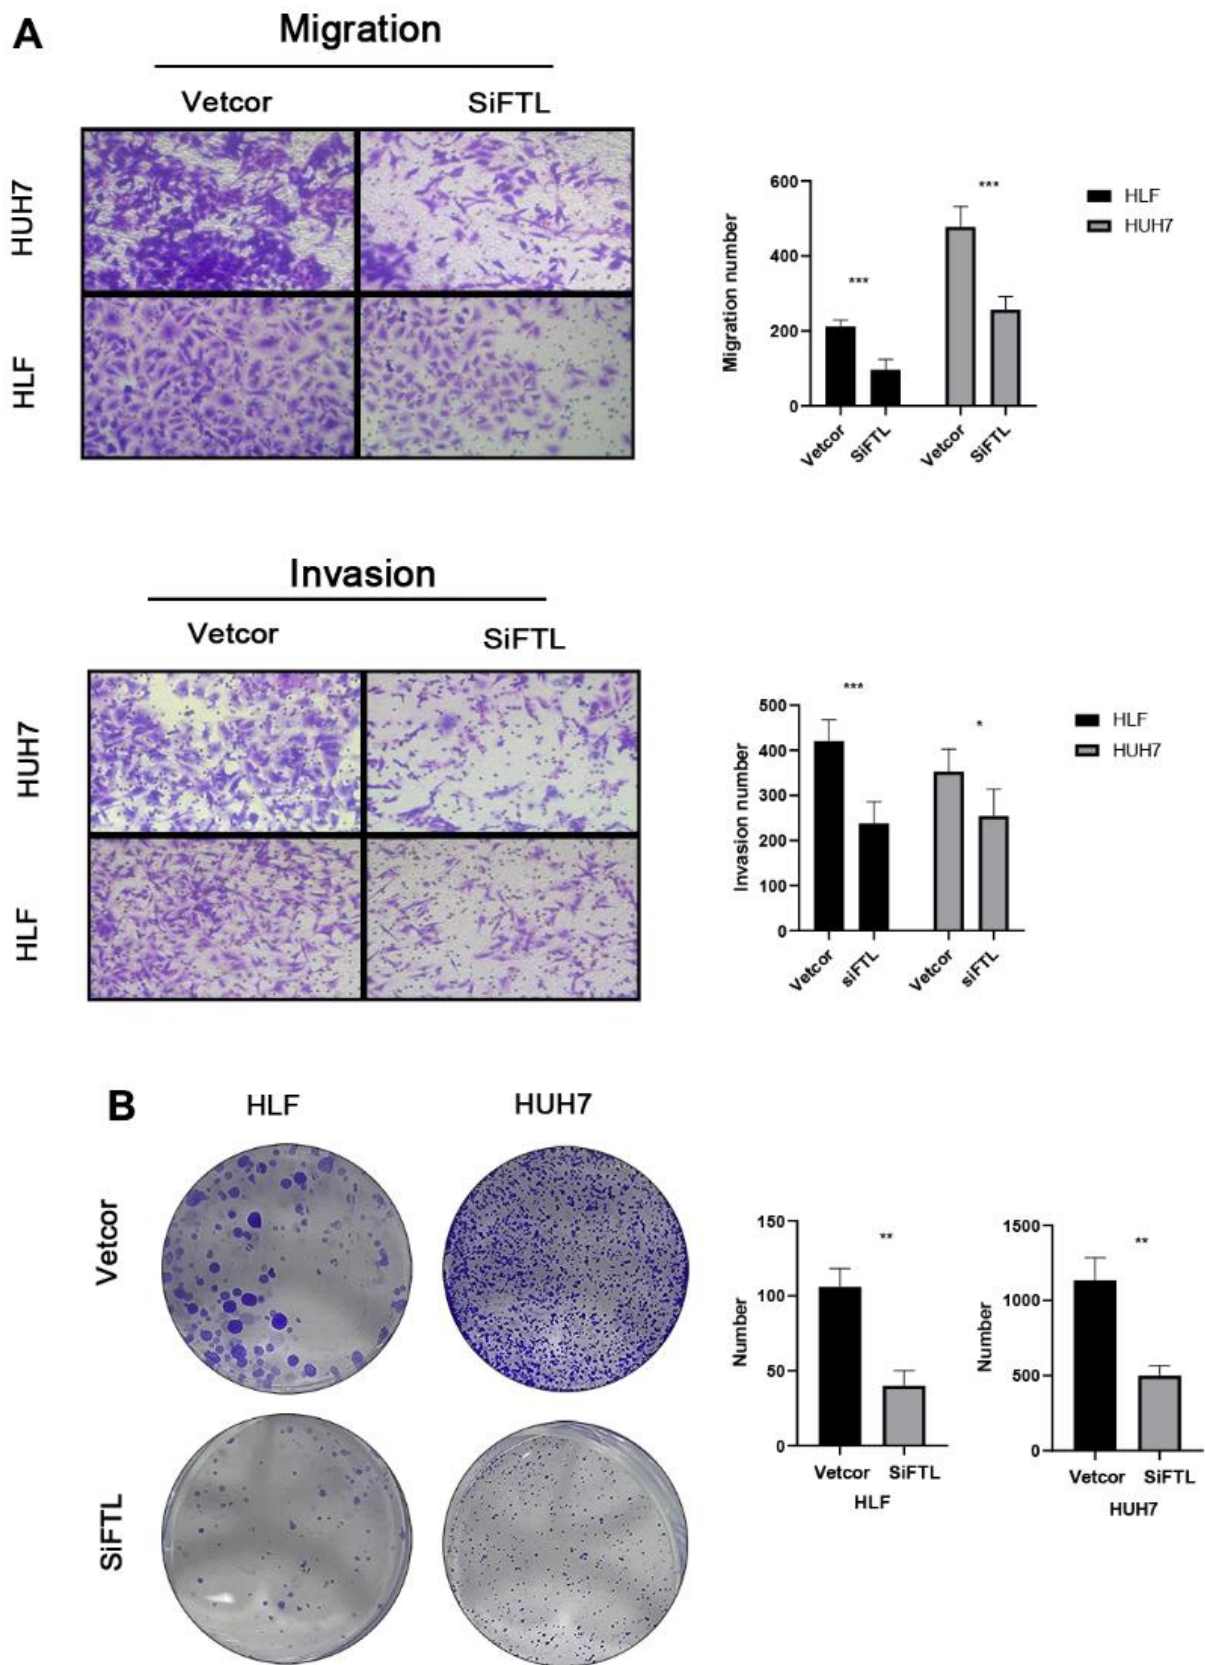 A
Migration
Vetcor SiFTL
HUH7
HLF
Migration number
600
400
200
0
***
***
Vetcor SiFTL Vetcor SiFTL
HLF
HUH7
Invasion
Vetcor SiFTL
HUH7
HLF
Invasion number
500
400
300
200
100
0
***
*
Vetcor siFTL Vetcor siFTL
HLF
HUH7
B
HLF HUH7
Vetcor
SiFTL
Number
150
100
50
0
**
Vetcor SiFTL
HLF
Number
1500
1000
500
0
**
Vetcor SiFTL
HUH7